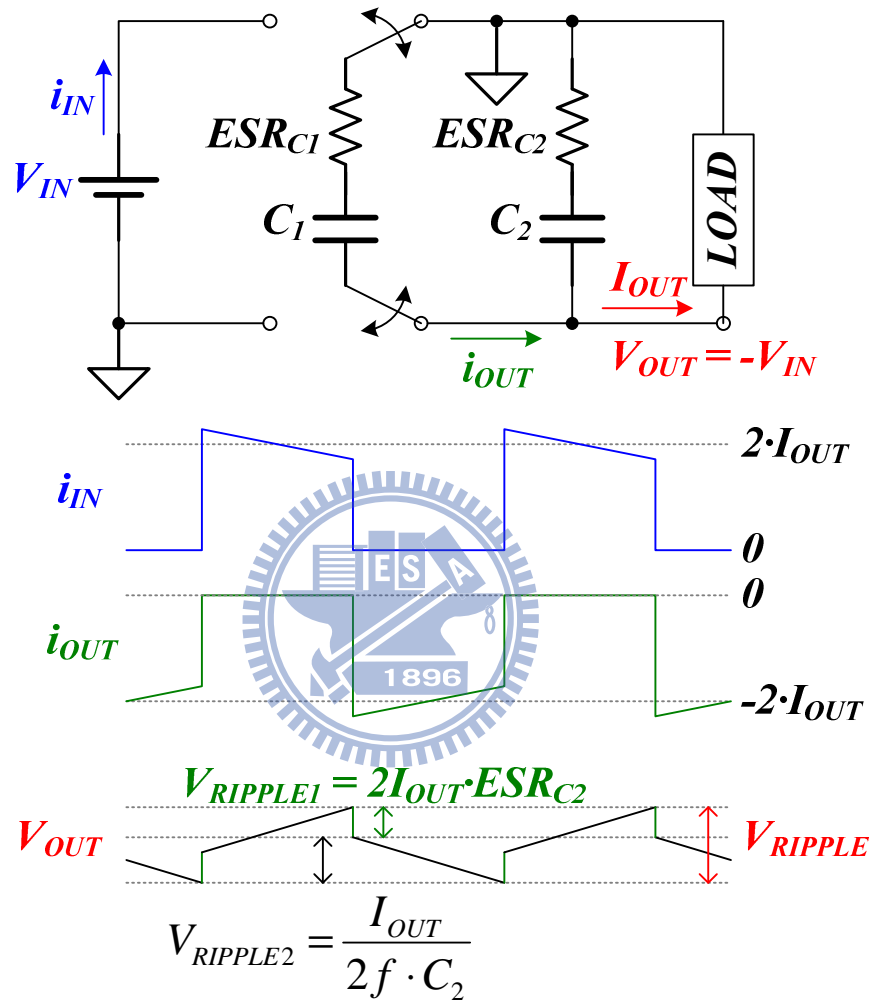 i_IN
V_IN
ESR_C1
ESR_C2
C_1
C_2
LOAD
I_OUT
i_OUT
V_OUT = -V_IN
i_IN
2·I_OUT
0
E S A
0
i_OUT
1896
-2·I_OUT
V_RIPPLE1 = 2I_OUT·ESR_C2
V_OUT
V_RIPPLE
V_RIPPLE2 = I_OUT / 2f · C_2